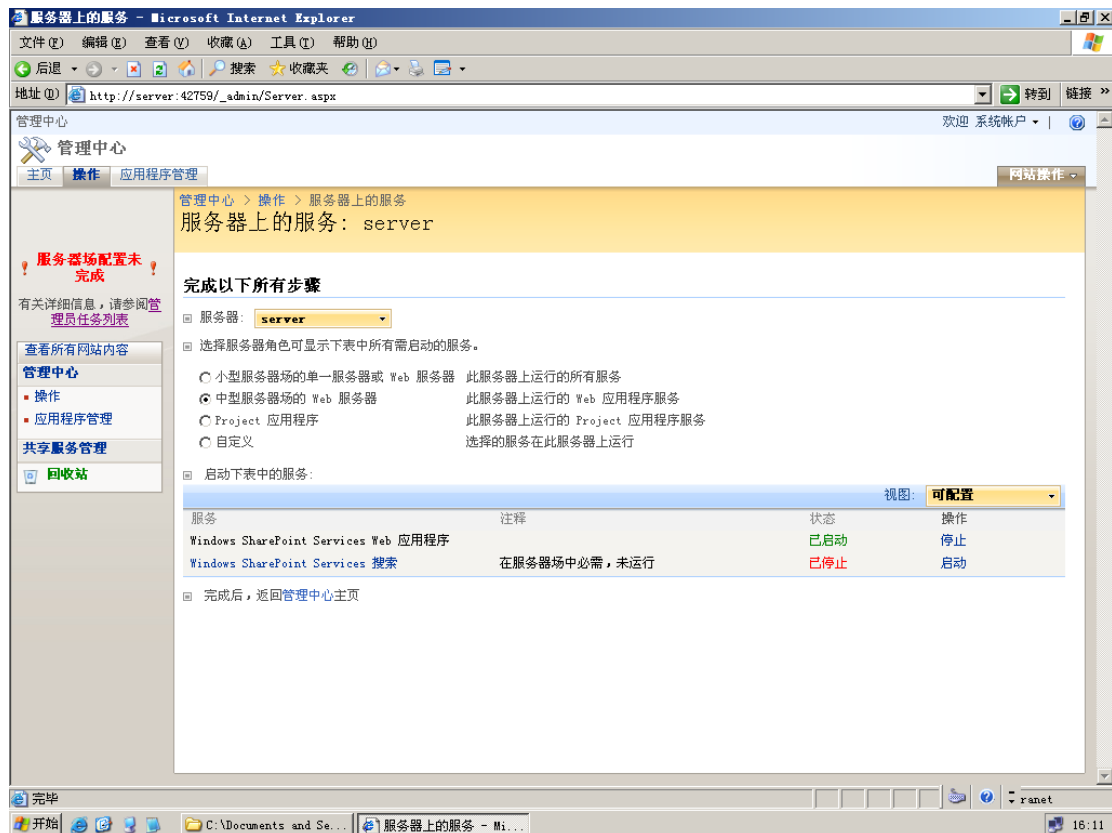 服务器上的服务 - Microsoft Internet Explorer
文件(F) 编辑(E) 查看(V) 收藏(A) 工具(T) 帮助(H)
后退 搜索 收藏夹
地址(D) http://server:42759/_admin/Server.aspx 转到 链接 »
管理中心 欢迎 系统帐户
管理中心
主页 操作 应用程序管理 网站操作
管理中心 > 操作 > 服务器上的服务
服务器上的服务: server
服务器场配置未完成
有关详细信息，请参阅管理员任务列表
查看所有网站内容
管理中心
操作
应用程序管理
共享服务管理
回收站
完成以下所有步骤
服务器: server
选择服务器角色可显示下表中所有需启动的服务。
小型服务器场的单一服务器或 Web 服务器 此服务器上运行的所有服务
中型服务器场的 Web 服务器 此服务器上运行的 Web 应用程序服务
Project 应用程序 此服务器上运行的 Project 应用程序服务
自定义 选择的服务在此服务器上运行
启动下表中的服务:
视图: 可配置
服务 注释 状态 操作
Windows SharePoint Services Web 应用程序 已启动 停止
Windows SharePoint Services 搜索 在服务器场中必需，未运行 已停止 启动
完成后，返回管理中心主页
完毕 ranet
开始 C:\Documents and Se... 服务器上的服务 - Mi... 16:11